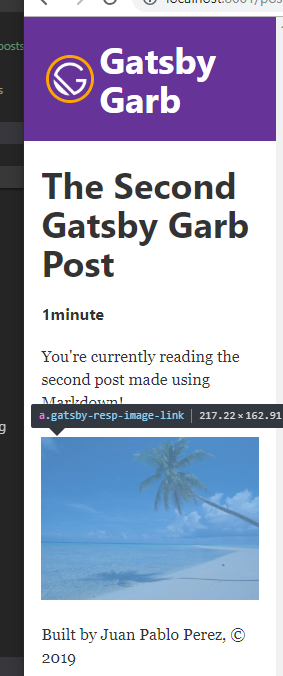 localhost:8001/pos
posts
s
Gatsby
Garb
The Second
Gatsby Garb
Post
1minute
You're currently reading the
second post made using
Markdown!
a.gatsby-resp-image-link 217.22 × 162.91
g
Built by Juan Pablo Perez, ©
2019